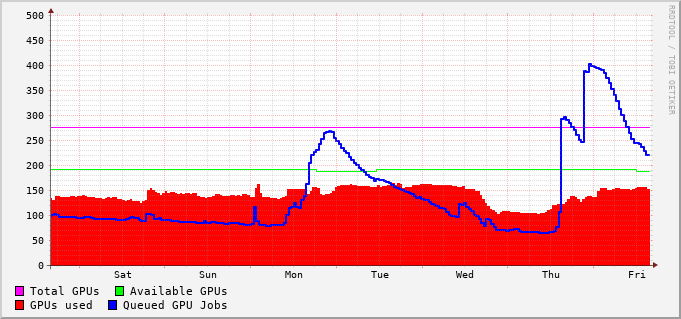 500
450
400
350
300
250
200
150
100
50
0
Sat Sun Mon Tue Wed Thu Fri
Total GPUs Available GPUs
GPUs used Queued GPU Jobs
RRDTOOL / TOBI OETIKER